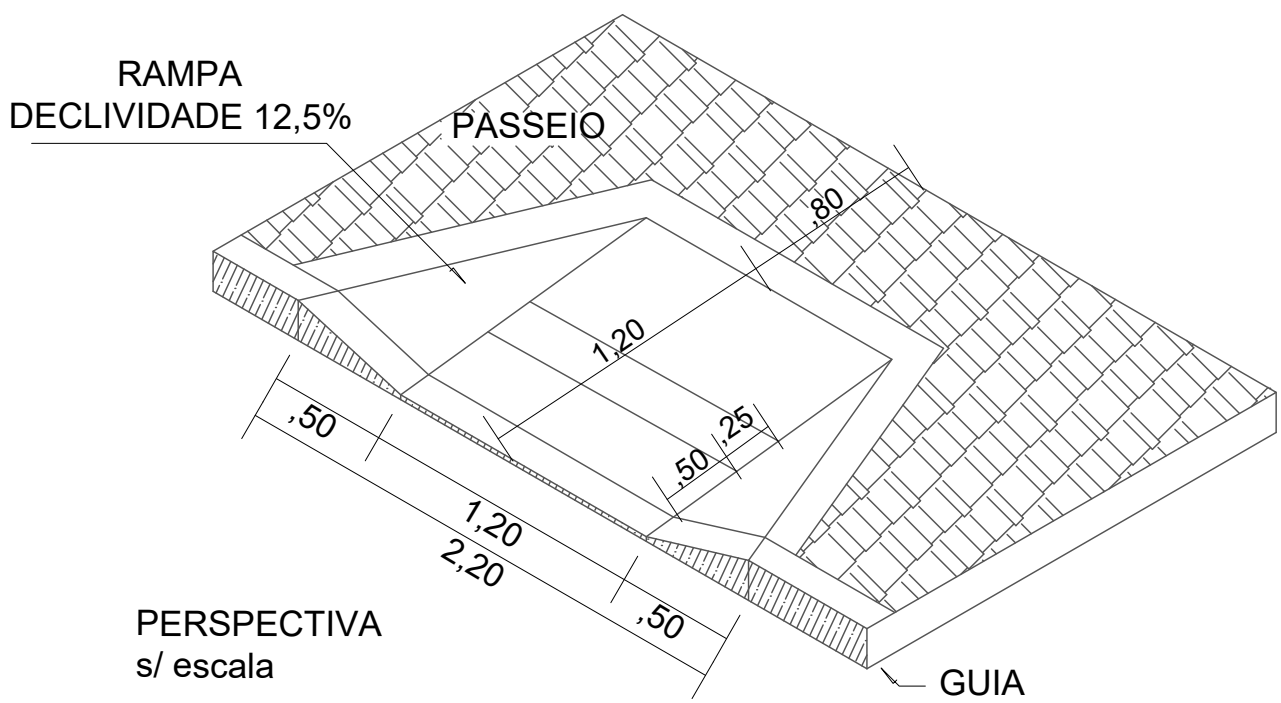 RAMPA
DECLIVIDADE 12,5%
PASSEIO
,80
1,20
,25
,50
,50
1,20
2,20
,50
PERSPECTIVA
s/ escala
GUIA